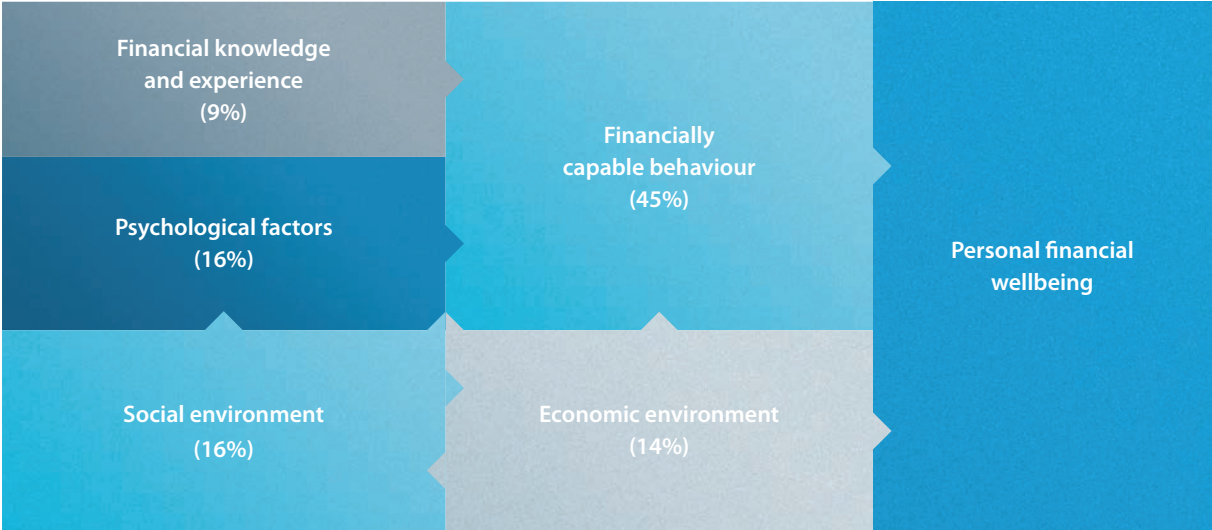 Financial knowledge
and experience
(9%)
Psychological factors
(16%)
Social environment
(16%)
Financially
capable behaviour
(45%)
Economic environment
(14%)
Personal financial
wellbeing